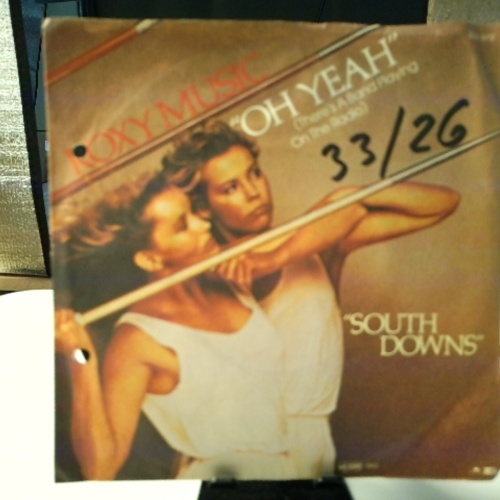 ROXY MUSIC
"OH YEAH"
(There's A Band Playing
On The Radio)
33/26
"SOUTH
DOWNS"